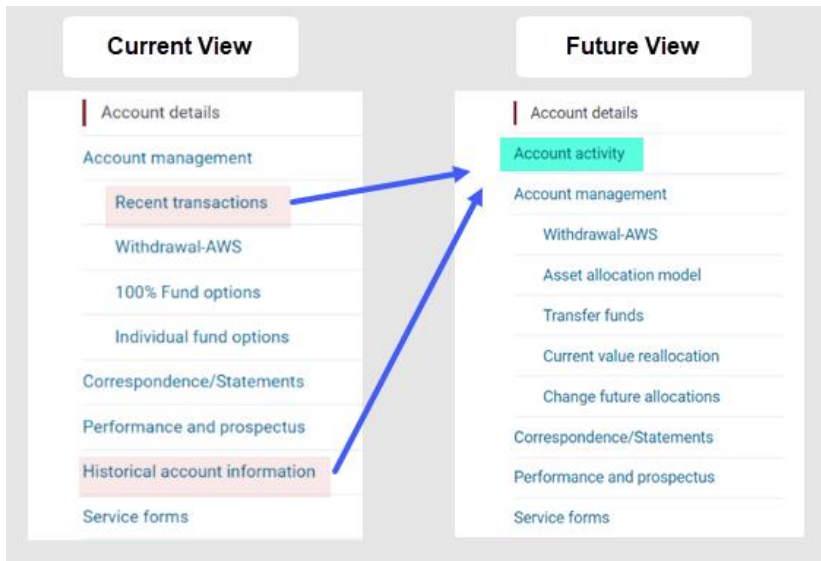 Current View
Account details
Account management
Recent transactions
Withdrawal-AWS
100% Fund options
Individual fund options
Correspondence/Statements
Performance and prospectus
Historical account information
Service forms
Future View
Account details
Account activity
Account management
Withdrawal-AWS
Asset allocation model
Transfer funds
Current value reallocation
Change future allocations
Correspondence/Statements
Performance and prospectus
Service forms